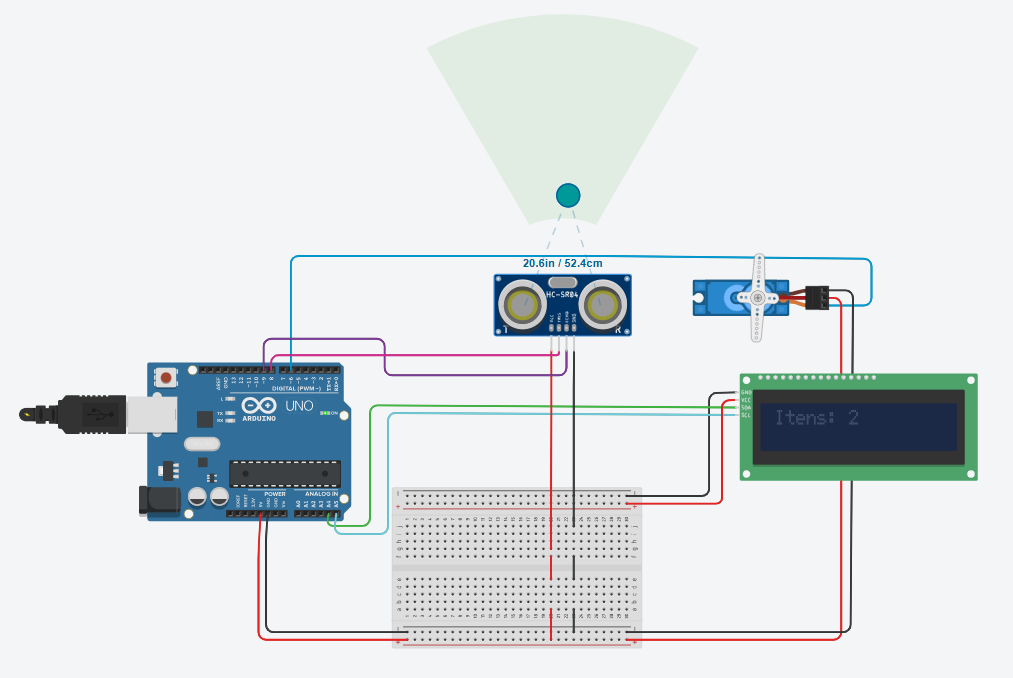 20.6in / 52.4cm
HC-SR04
VCC
TRIG
ECHO
GND
T
R
AREF
GND
13
12
~11
~10
~9
8
7
~6
~5
4
~3
2
TX→1
RX←0
DIGITAL (PWM~)
L
TX
RX
UNO
ON
ARDUINO
POWER
ANALOG IN
IOREF
RESET
3.3V
5V
GND
GND
Vin
A0
A1
A2
A3
A4
A5
GND
VCC
SDA
SCL
Itens: 2
j
i
h
g
f
e
d
c
b
a